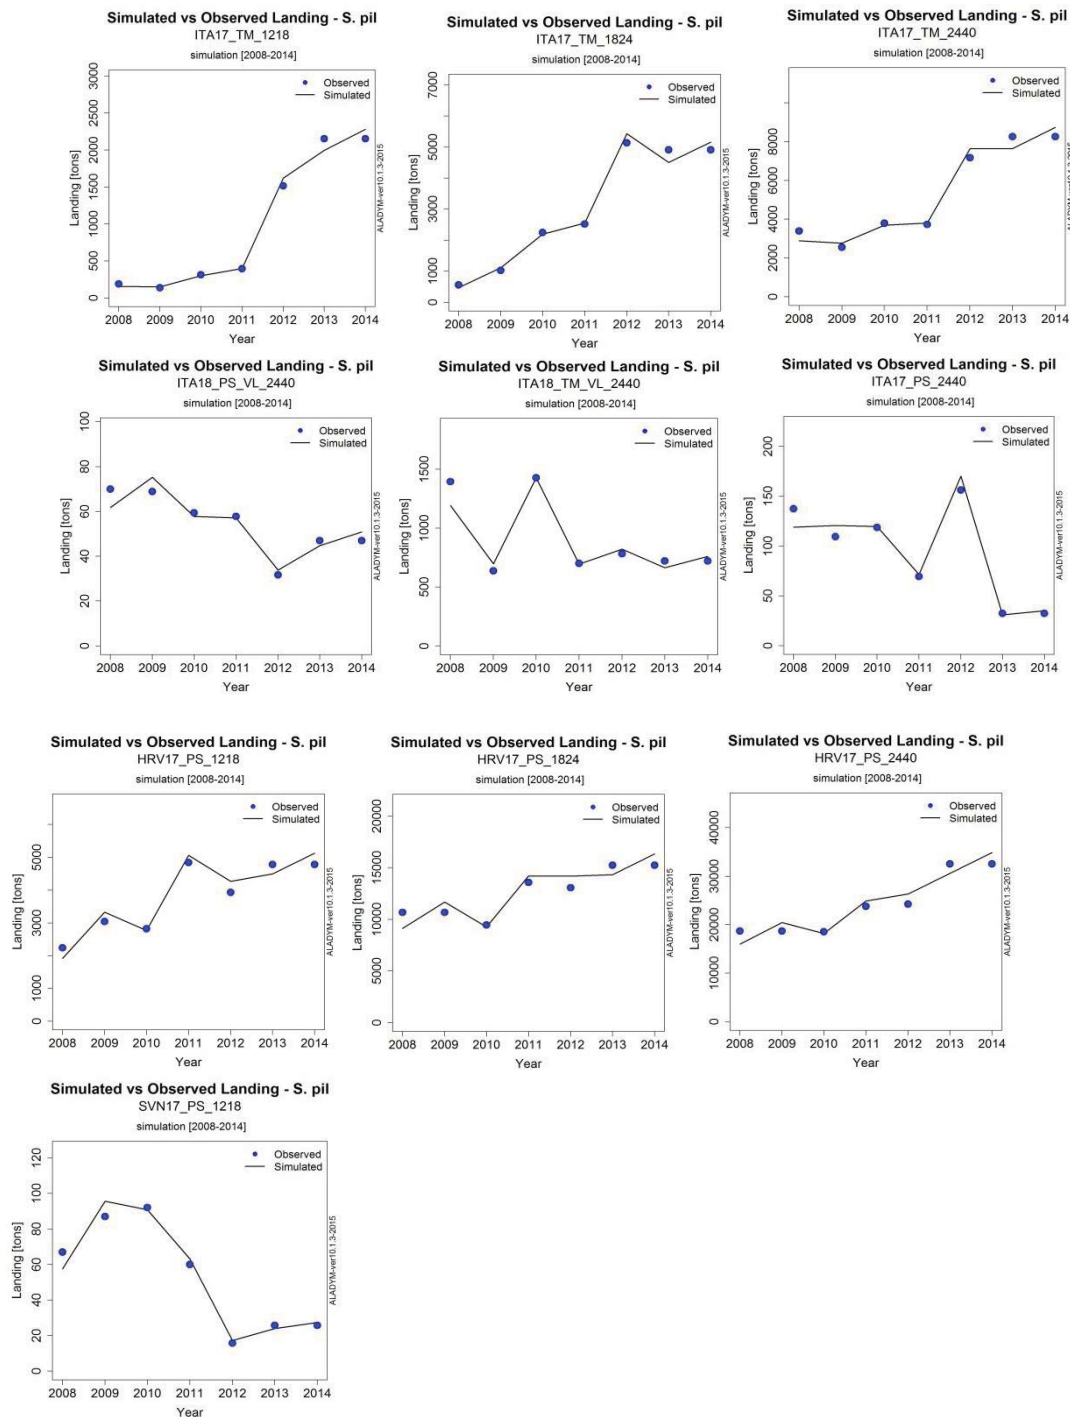 Simulated vs Observed Landing - S. pil
ITA17_TM_1218
simulation [2008-2014]
Observed
Simulated
Landing [tons]
0 500 1000 1500 2000 2500 3000
ALADYM-ver10.1.3-2015
2008 2009 2010 2011 2012 2013 2014
Year
Simulated vs Observed Landing - S. pil
ITA17_TM_1824
simulation [2008-2014]
Observed
Simulated
Landing [tons]
0 1000 3000 5000 7000
ALADYM-ver10.1.3-2015
2008 2009 2010 2011 2012 2013 2014
Year
Simulated vs Observed Landing - S. pil
ITA17_TM_2440
simulation [2008-2014]
Observed
Simulated
Landing [tons]
0 2000 4000 6000 8000
ALADYM-ver10.1.3-2015
2008 2009 2010 2011 2012 2013 2014
Year
Simulated vs Observed Landing - S. pil
ITA18_PS_VL_2440
simulation [2008-2014]
Observed
Simulated
Landing [tons]
0 20 40 60 80 100
ALADYM-ver10.1.3-2015
2008 2009 2010 2011 2012 2013 2014
Year
Simulated vs Observed Landing - S. pil
ITA18_TM_VL_2440
simulation [2008-2014]
Observed
Simulated
Landing [tons]
0 500 1000 1500
ALADYM-ver10.1.3-2015
2008 2009 2010 2011 2012 2013 2014
Year
Simulated vs Observed Landing - S. pil
ITA17_PS_2440
simulation [2008-2014]
Observed
Simulated
Landing [tons]
0 50 100 150 200
ALADYM-ver10.1.3-2015
2008 2009 2010 2011 2012 2013 2014
Year
Simulated vs Observed Landing - S. pil
HRV17_PS_1218
simulation [2008-2014]
Observed
Simulated
Landing [tons]
0 1000 3000 5000
ALADYM-ver10.1.3-2015
2008 2009 2010 2011 2012 2013 2014
Year
Simulated vs Observed Landing - S. pil
HRV17_PS_1824
simulation [2008-2014]
Observed
Simulated
Landing [tons]
0 5000 10000 15000 20000
ALADYM-ver10.1.3-2015
2008 2009 2010 2011 2012 2013 2014
Year
Simulated vs Observed Landing - S. pil
HRV17_PS_2440
simulation [2008-2014]
Observed
Simulated
Landing [tons]
0 10000 20000 30000 40000
ALADYM-ver10.1.3-2015
2008 2009 2010 2011 2012 2013 2014
Year
Simulated vs Observed Landing - S. pil
SVN17_PS_1218
simulation [2008-2014]
Observed
Simulated
Landing [tons]
0 20 40 60 80 100 120
ALADYM-ver10.1.3-2015
2008 2009 2010 2011 2012 2013 2014
Year